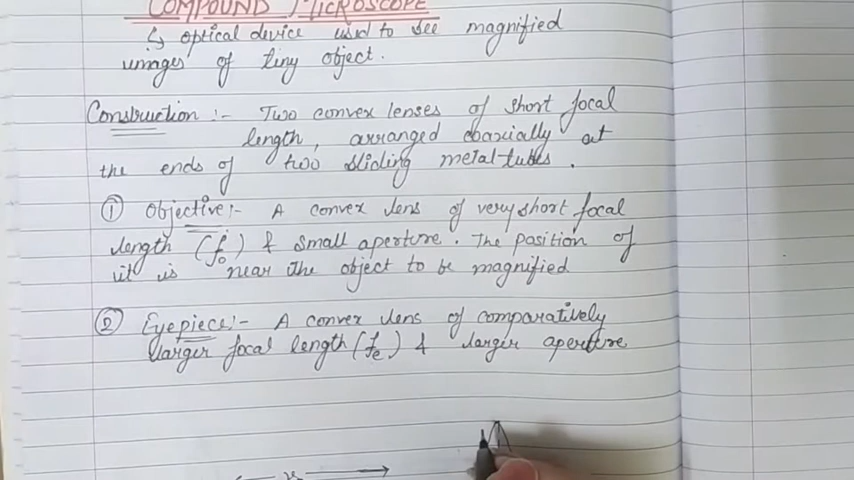 COMPOUND MICROSCOPE
↳ optical device used to see magnified
images of tiny object.
Construction :- Two convex lenses of short focal
length, arranged coaxially at
the ends of two sliding metal tubes.
① Objective:- A convex lens of very short focal
length (fo) & small aperture. The position of
it is near the object to be magnified
② Eyepiece:- A convex lens of comparatively
larger focal length (fe) & larger aperture